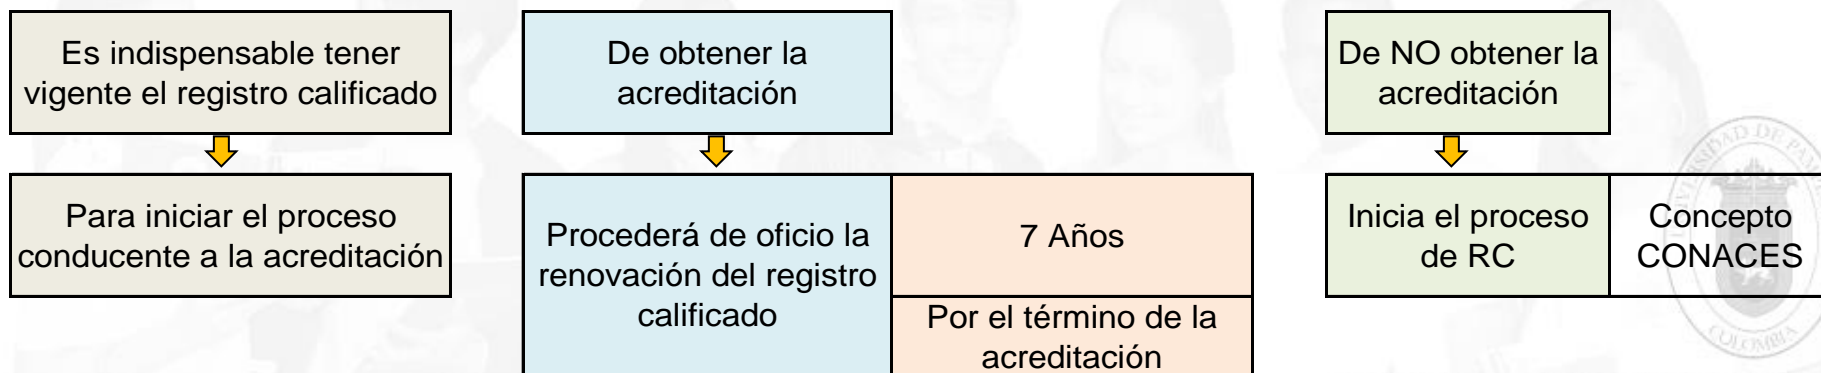 Es indispensable tener
vigente el registro calificado
Para iniciar el proceso
conducente a la acreditación
De obtener la
acreditación
Procederá de oficio la
renovación del registro
calificado
7 Años
Por el término de la
acreditación
De NO obtener la
acreditación
Inicia el proceso
de RC
Concepto
CONACES
COLOMBIA